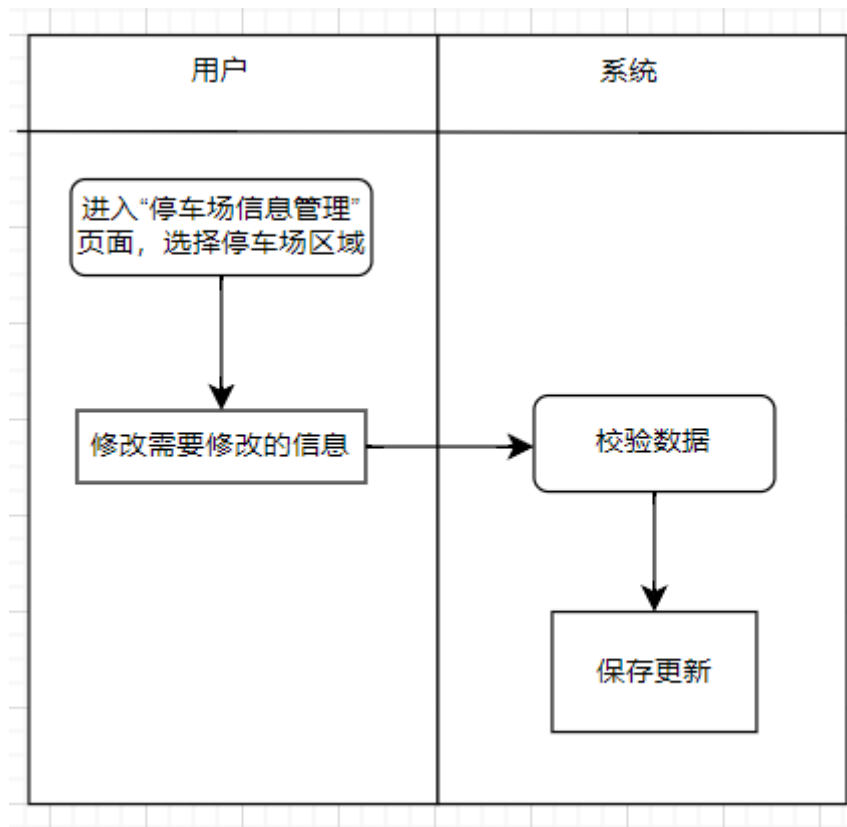 用户
系统
进入“停车场信息管理”
页面，选择停车场区域
修改需要修改的信息
校验数据
保存更新